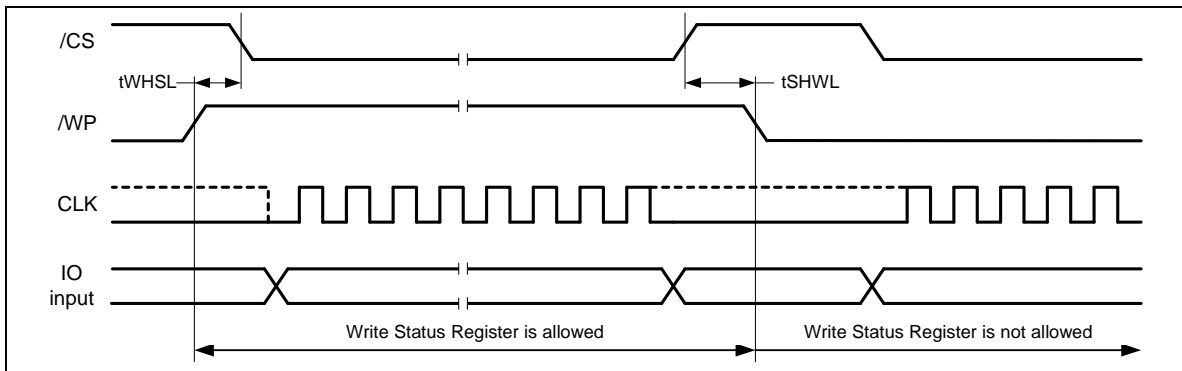 /CS
tWHSL
tSHWL
/WP
CLK
IO
input
Write Status Register is allowed
Write Status Register is not allowed